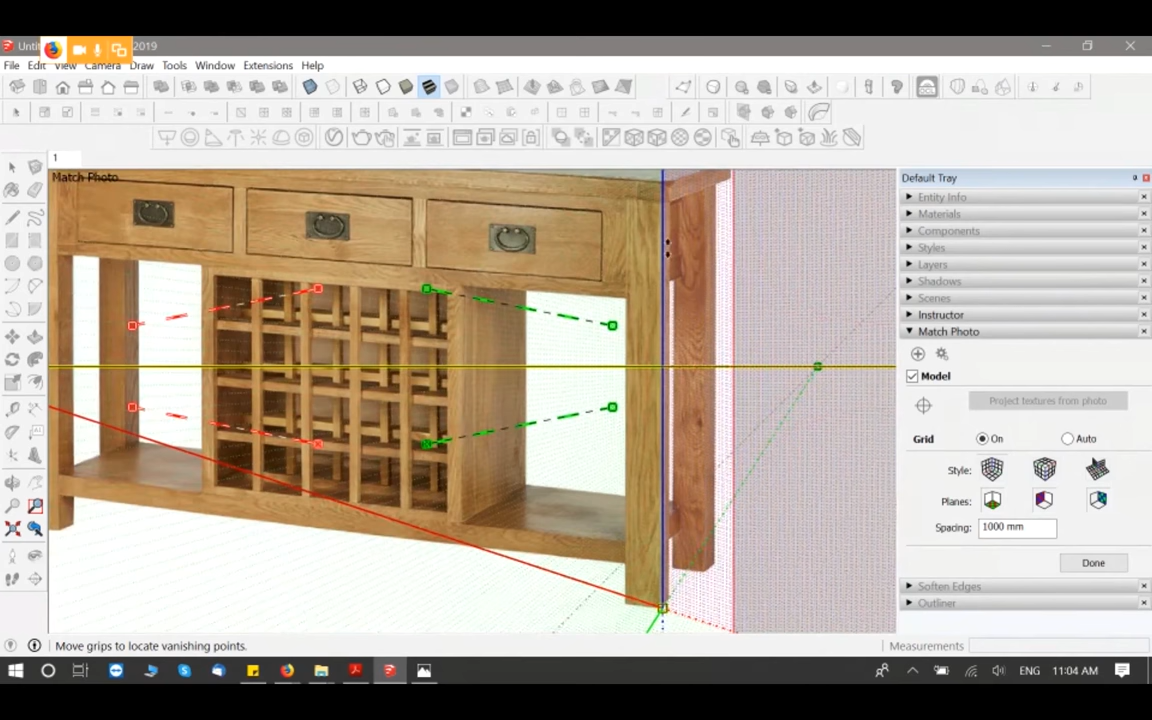 Untit 2019
File Edit View Camera Draw Tools Window Extensions Help
1
Match Photo
Default Tray
Entity Info
Materials
Components
Styles
Layers
Shadows
Scenes
Instructor
Match Photo
Model
Project textures from photo
Grid On Auto
Style:
Planes:
Spacing: 1000 mm
Done
Soften Edges
Outliner
Move grips to locate vanishing points. Measurements
ENG 11:04 AM